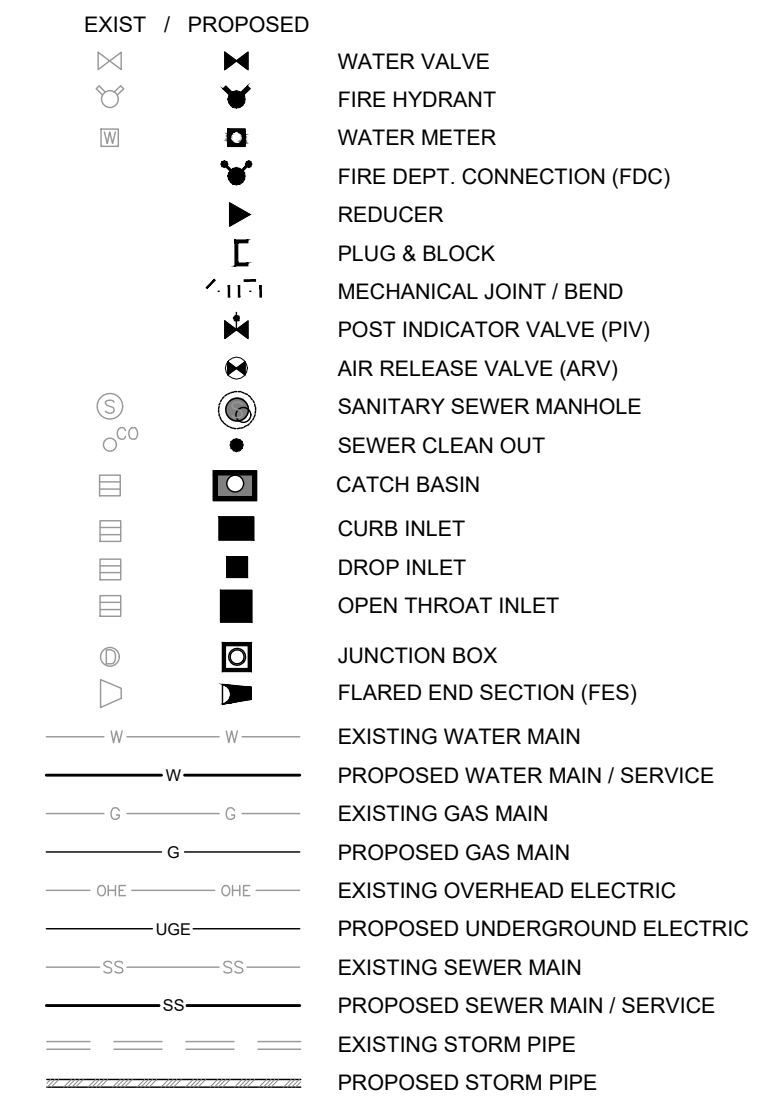 EXIST / PROPOSED
WATER VALVE
FIRE HYDRANT
W WATER METER
FIRE DEPT. CONNECTION (FDC)
REDUCER
PLUG & BLOCK
MECHANICAL JOINT / BEND
POST INDICATOR VALVE (PIV)
AIR RELEASE VALVE (ARV)
S SANITARY SEWER MANHOLE
CO SEWER CLEAN OUT
CATCH BASIN
CURB INLET
DROP INLET
OPEN THROAT INLET
D JUNCTION BOX
FLARED END SECTION (FES)
W W EXISTING WATER MAIN
W PROPOSED WATER MAIN / SERVICE
G G EXISTING GAS MAIN
G PROPOSED GAS MAIN
OHE OHE EXISTING OVERHEAD ELECTRIC
UGE PROPOSED UNDERGROUND ELECTRIC
SS SS EXISTING SEWER MAIN
SS PROPOSED SEWER MAIN / SERVICE
EXISTING STORM PIPE
PROPOSED STORM PIPE